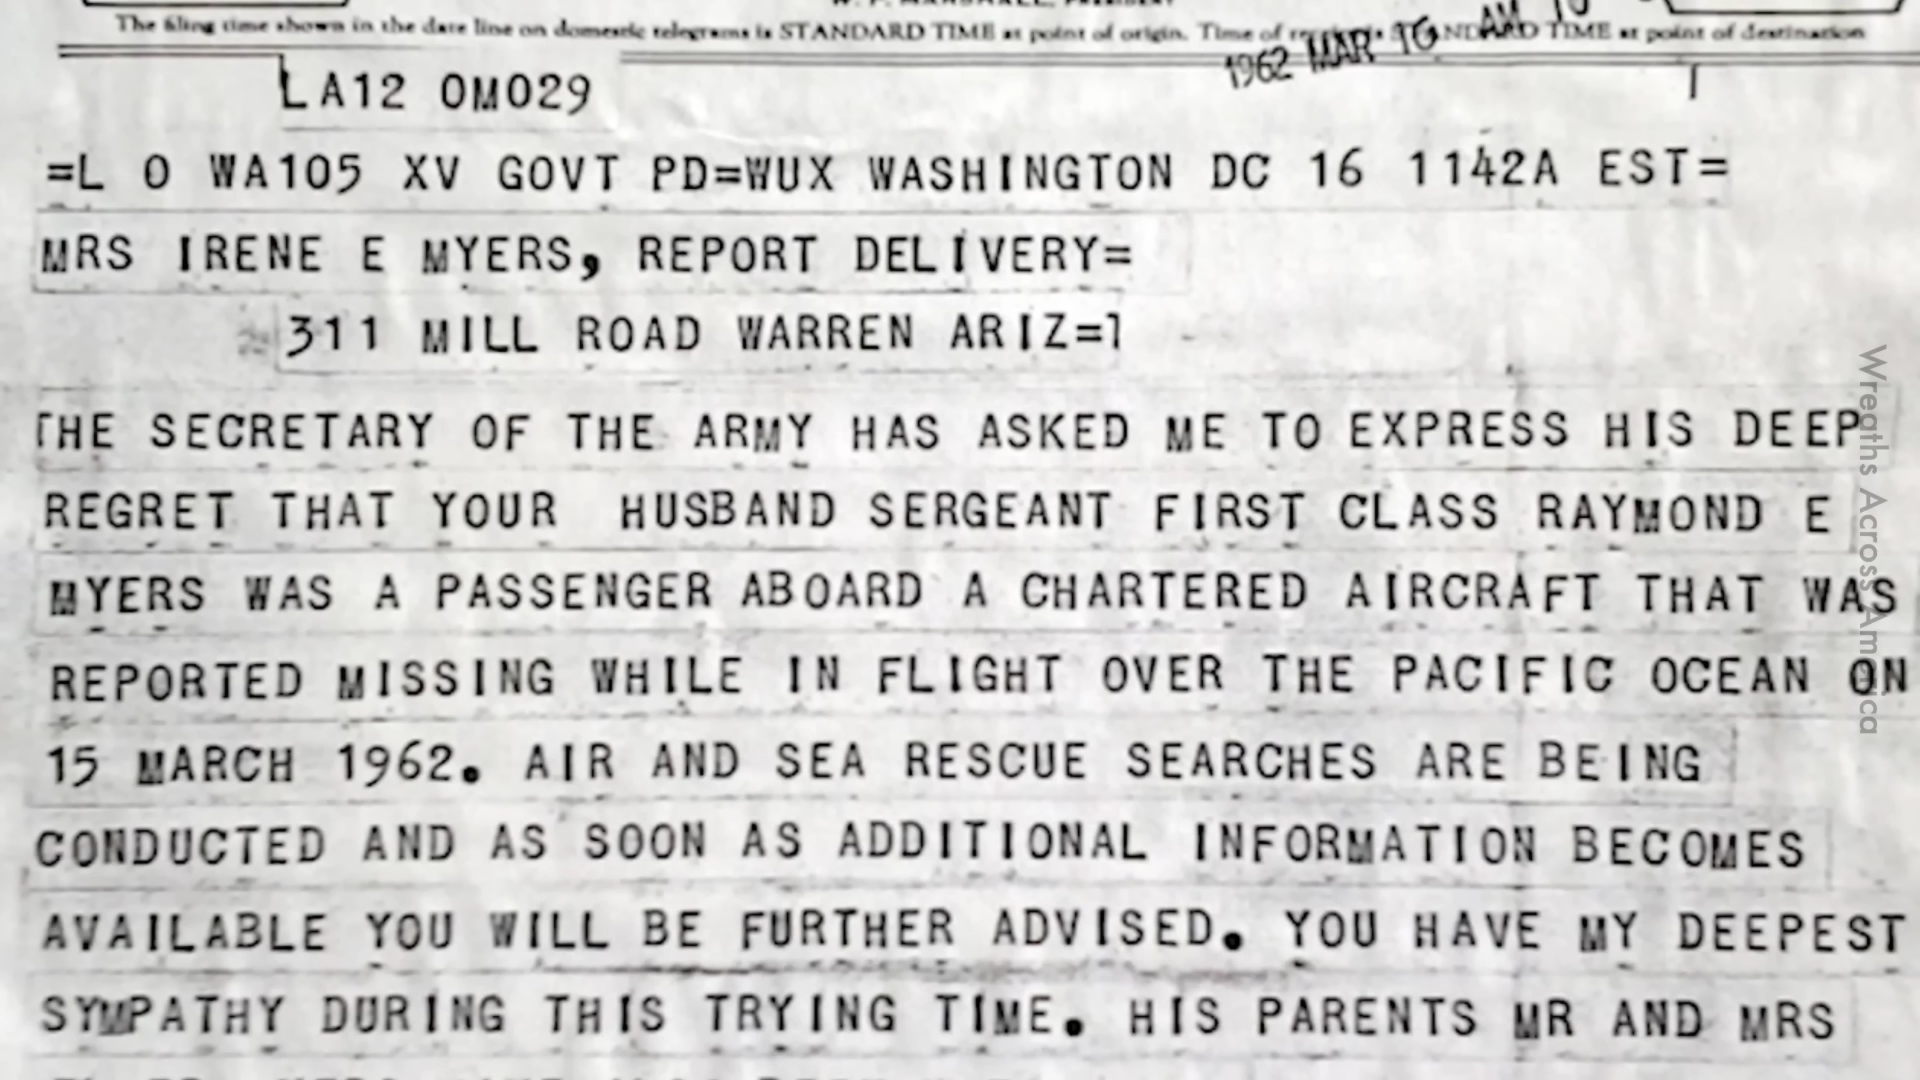 The filing time shown in the date line on domestic telegrams is STANDARD TIME at point of origin. Time of receipt is STANDARD TIME at point of destination
1962 MAR 16 AM 10
LA12 OM029
=L O WA105 XV GOVT PD=WUX WASHINGTON DC 16 1142A EST=
MRS IRENE E MYERS, REPORT DELIVERY=
311 MILL ROAD WARREN ARIZ=
THE SECRETARY OF THE ARMY HAS ASKED ME TO EXPRESS HIS DEEP
REGRET THAT YOUR HUSBAND SERGEANT FIRST CLASS RAYMOND E
MYERS WAS A PASSENGER ABOARD A CHARTERED AIRCRAFT THAT WAS
REPORTED MISSING WHILE IN FLIGHT OVER THE PACIFIC OCEAN ON
15 MARCH 1962. AIR AND SEA RESCUE SEARCHES ARE BEING
CONDUCTED AND AS SOON AS ADDITIONAL INFORMATION BECOMES
AVAILABLE YOU WILL BE FURTHER ADVISED. YOU HAVE MY DEEPEST
SYMPATHY DURING THIS TRYING TIME. HIS PARENTS MR AND MRS
Wreaths Across America